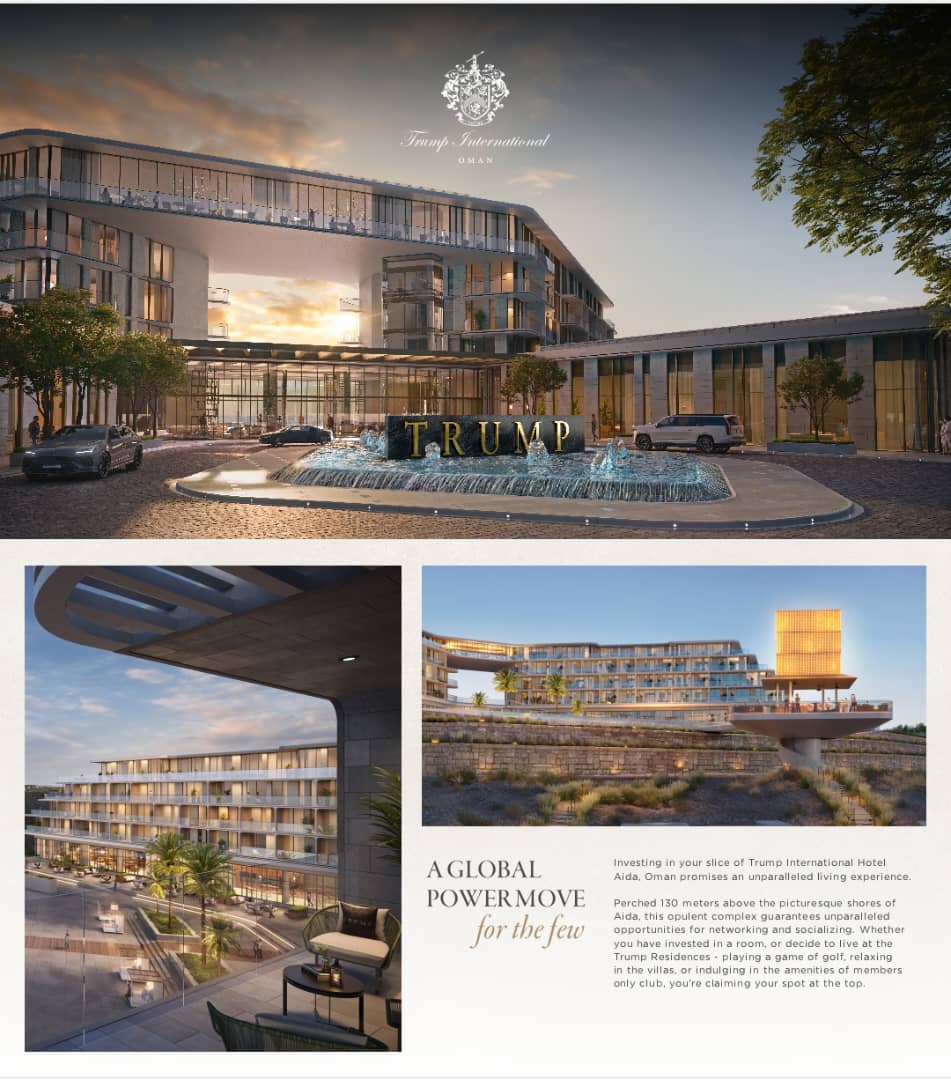 Trump International
OMAN
TRUMP
A GLOBAL
POWER MOVE
for the few
Investing in your slice of Trump International Hotel
Aida, Oman promises an unparalleled living experience.
Perched 130 meters above the picturesque shores of
Aida, this opulent complex guarantees unparalleled
opportunities for networking and socializing. Whether
you have invested in a room, or decide to live at the
Trump Residences - playing a game of golf, relaxing
in the villas, or indulging in the amenities of members
only club, you're claiming your spot at the top.